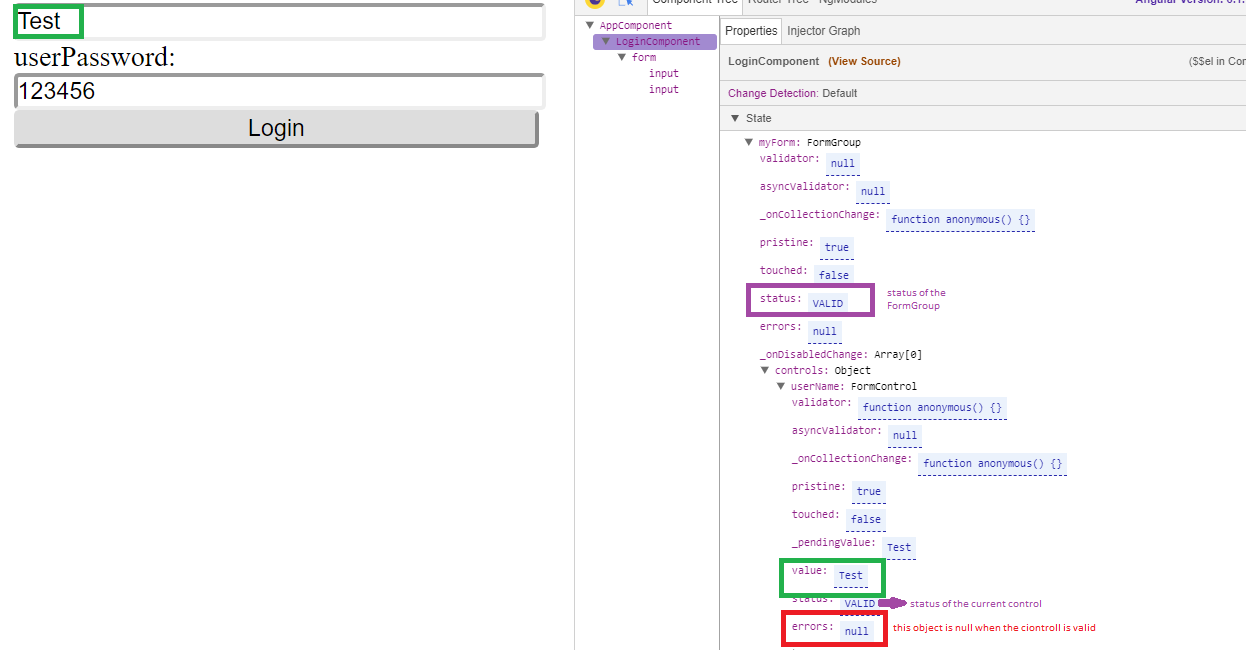 Test
userPassword:
123456
Login
Component Tree Router Tree NgModules
AppComponent
LoginComponent
form
input
input
Properties Injector Graph
LoginComponent (View Source) ($$el in Con
Change Detection: Default
State
myForm: FormGroup
validator: null
asyncValidator: null
_onCollectionChange: function anonymous() {}
pristine: true
touched: false
status: VALID
status of the
FormGroup
errors: null
_onDisabledChange: Array[0]
controls: Object
userName: FormControl
validator: function anonymous() {}
asyncValidator: null
_onCollectionChange: function anonymous() {}
pristine: true
touched: false
_pendingValue: Test
value: Test
status: VALID status of the current control
errors: null this object is null when the ciontroll is valid